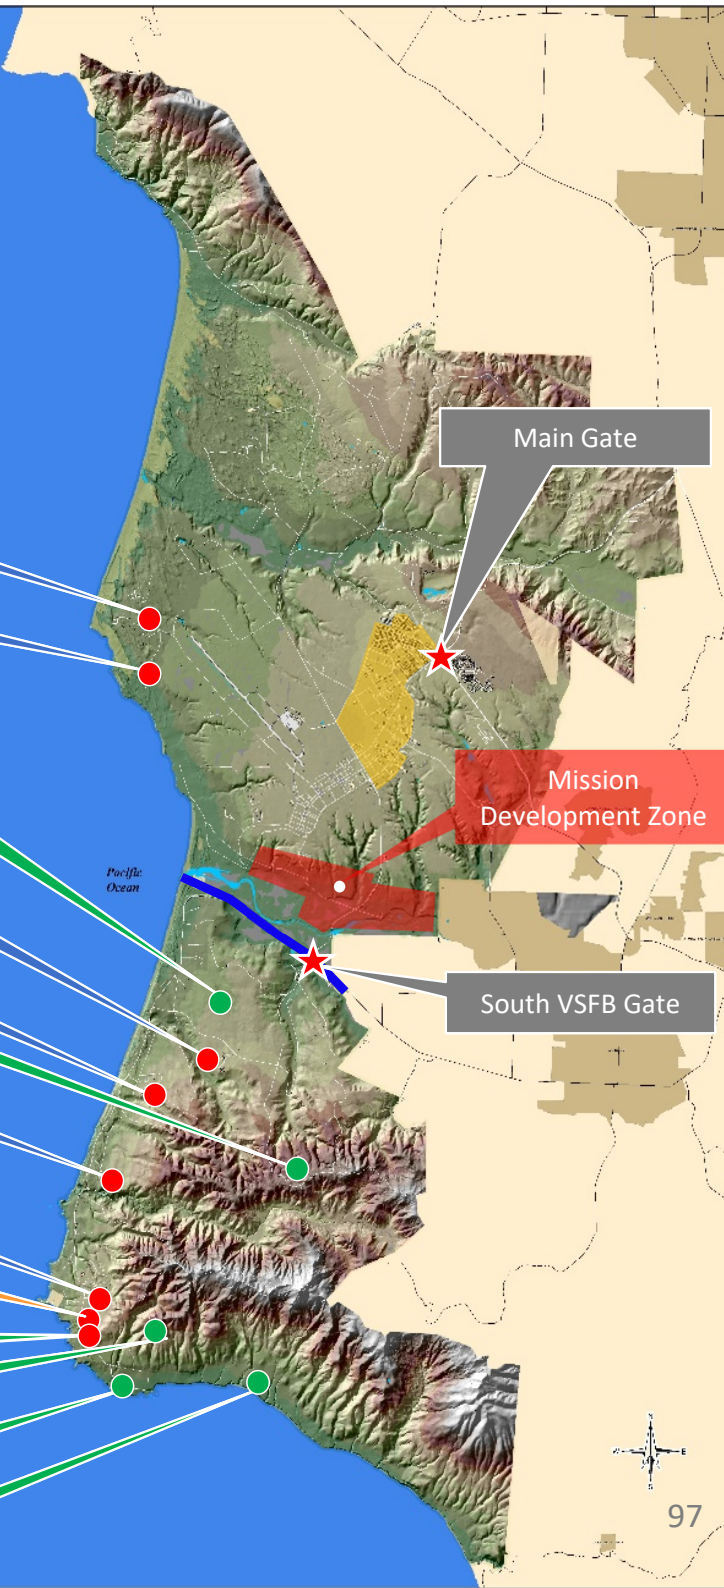 Main Gate
Mission
Development Zone
Pacific
Ocean
South VSFB Gate
N
W
E
S
97